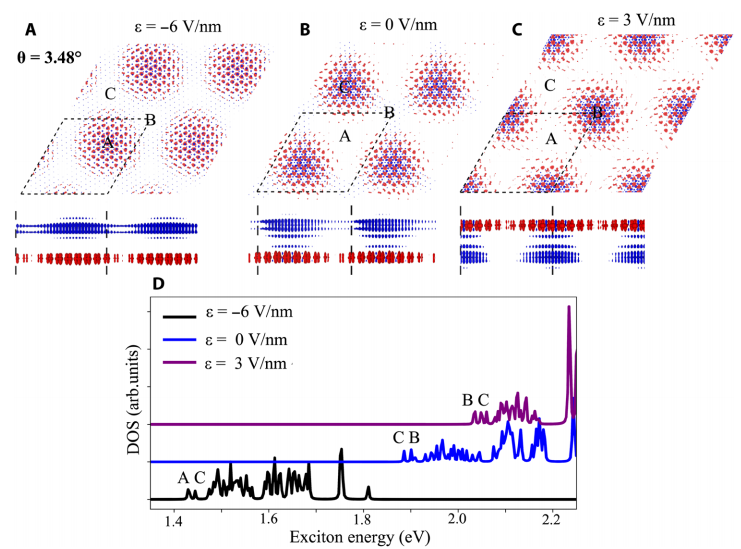 A ε = −6 V/nm B ε = 0 V/nm C ε = 3 V/nm
θ = 3.48°
C B A
C B A
C B A
D
ε = −6 V/nm
ε = 0 V/nm
ε = 3 V/nm
DOS (arb.units)
B C
C B
A C
1.4 1.6 1.8 2.0 2.2
Exciton energy (eV)